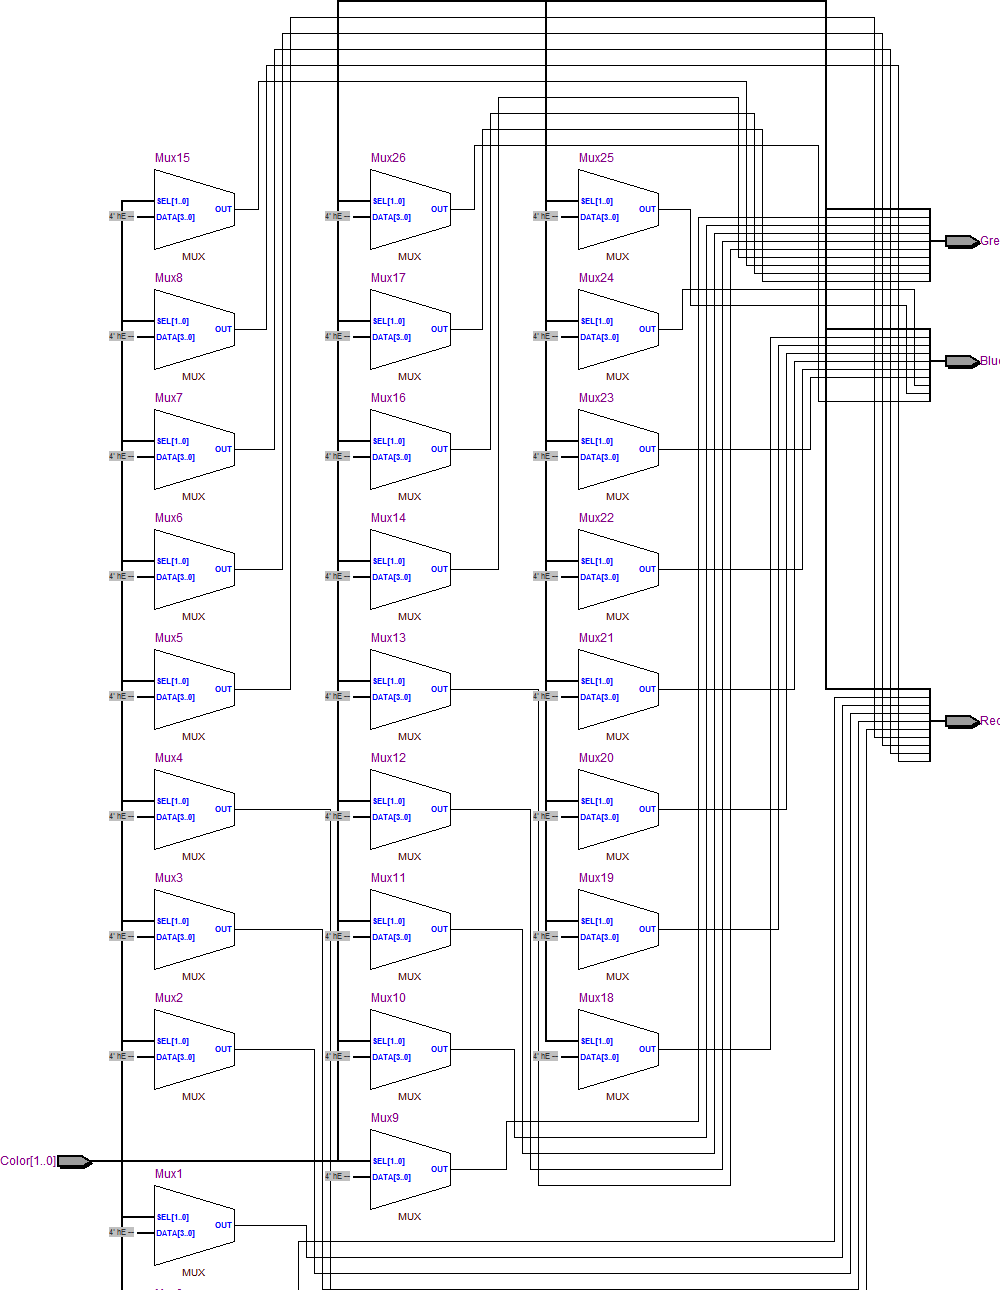 Mux15
SEL[1..0]
4' hE
DATA[3..0]
OUT
MUX
Mux26
SEL[1..0]
4' hE
DATA[3..0]
OUT
MUX
Mux25
SEL[1..0]
4' hE
DATA[3..0]
OUT
MUX
Gre
Mux8
SEL[1..0]
4' hE
DATA[3..0]
OUT
MUX
Mux17
SEL[1..0]
4' hE
DATA[3..0]
OUT
MUX
Mux24
SEL[1..0]
4' hE
DATA[3..0]
OUT
MUX
Blu
Mux7
SEL[1..0]
4' hE
DATA[3..0]
OUT
MUX
Mux16
SEL[1..0]
4' hE
DATA[3..0]
OUT
MUX
Mux23
SEL[1..0]
4' hE
DATA[3..0]
OUT
MUX
Mux6
SEL[1..0]
4' hE
DATA[3..0]
OUT
MUX
Mux14
SEL[1..0]
4' hE
DATA[3..0]
OUT
MUX
Mux22
SEL[1..0]
4' hE
DATA[3..0]
OUT
MUX
Mux5
SEL[1..0]
4' hE
DATA[3..0]
OUT
MUX
Mux13
SEL[1..0]
4' hE
DATA[3..0]
OUT
MUX
Mux21
SEL[1..0]
4' hE
DATA[3..0]
OUT
MUX
Mux4
SEL[1..0]
4' hE
DATA[3..0]
OUT
MUX
Mux12
SEL[1..0]
4' hE
DATA[3..0]
OUT
MUX
Mux20
SEL[1..0]
4' hE
DATA[3..0]
OUT
MUX
Mux3
SEL[1..0]
4' hE
DATA[3..0]
OUT
MUX
Mux11
SEL[1..0]
4' hE
DATA[3..0]
OUT
MUX
Mux19
SEL[1..0]
4' hE
DATA[3..0]
OUT
MUX
Mux2
SEL[1..0]
4' hE
DATA[3..0]
OUT
MUX
Mux10
SEL[1..0]
4' hE
DATA[3..0]
OUT
MUX
Mux18
SEL[1..0]
4' hE
DATA[3..0]
OUT
MUX
Mux9
SEL[1..0]
4' hE
DATA[3..0]
OUT
MUX
Color[1..0]
Mux1
SEL[1..0]
4' hE
DATA[3..0]
OUT
MUX